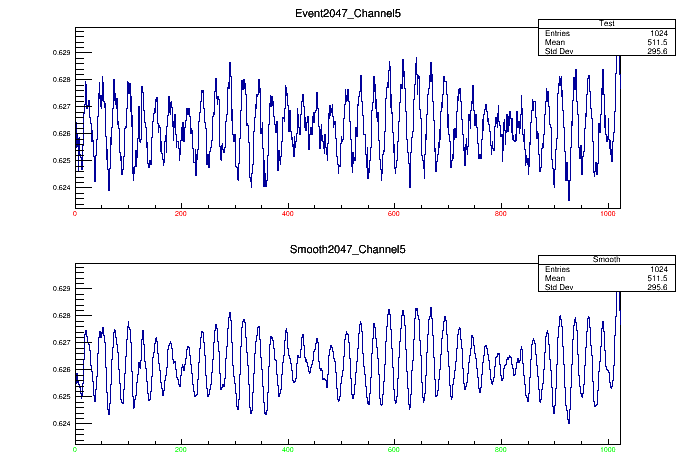 Event2047_Channel5
Test
Entries 1024
Mean 511.5
Std Dev 295.6
0.629
0.628
0.627
0.626
0.625
0.624
0 200 400 600 800 1000
Smooth2047_Channel5
Smooth
Entries 1024
Mean 511.5
Std Dev 295.6
0.629
0.628
0.627
0.626
0.625
0.624
0 200 400 600 800 1000